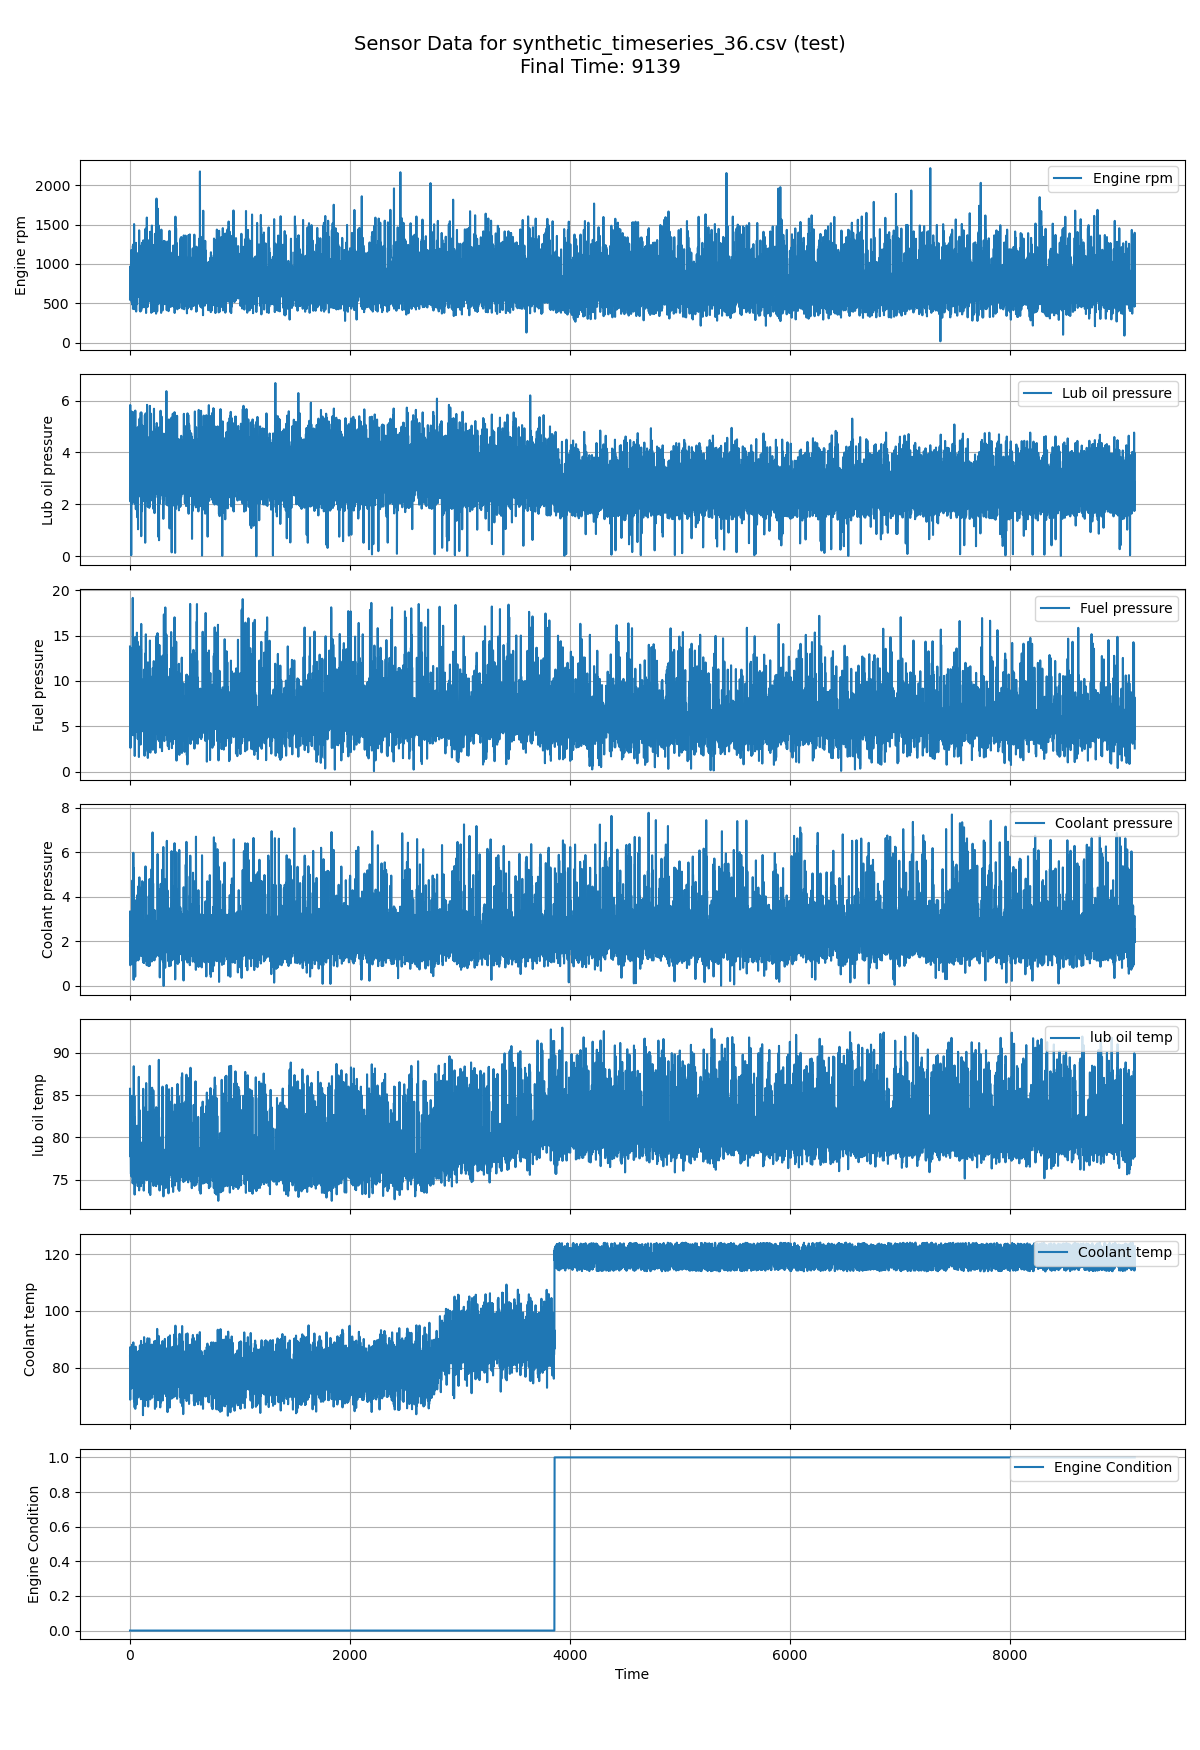 Sensor Data for synthetic_timeseries_36.csv (test)
Final Time: 9139
2000
1500
1000
500
0
Engine rpm
Engine rpm
6
4
2
0
Lub oil pressure
Lub oil pressure
20
15
10
5
0
Fuel pressure
Fuel pressure
8
6
4
2
0
Coolant pressure
Coolant pressure
90
85
80
75
lub oil temp
lub oil temp
120
100
80
Coolant temp
Coolant temp
1.0
0.8
0.6
0.4
0.2
0.0
Engine Condition
Engine Condition
0 2000 4000 6000 8000
Time